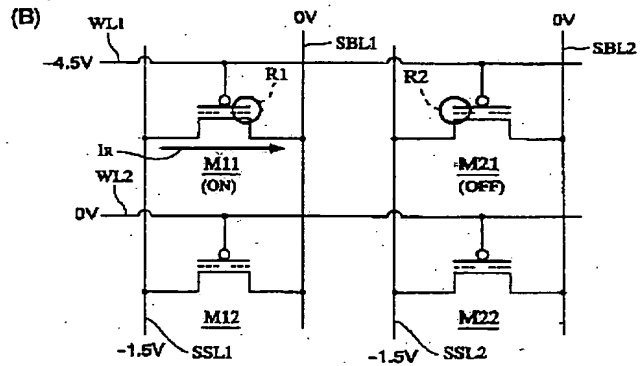 (B)
0V 0V
WL1 SBL1 SBL2
-4.5V
R1 R2
IR
M11 M21
(ON) (OFF)
WL2
0V
M12 M22
-1.5V SSL1 -1.5V SSL2